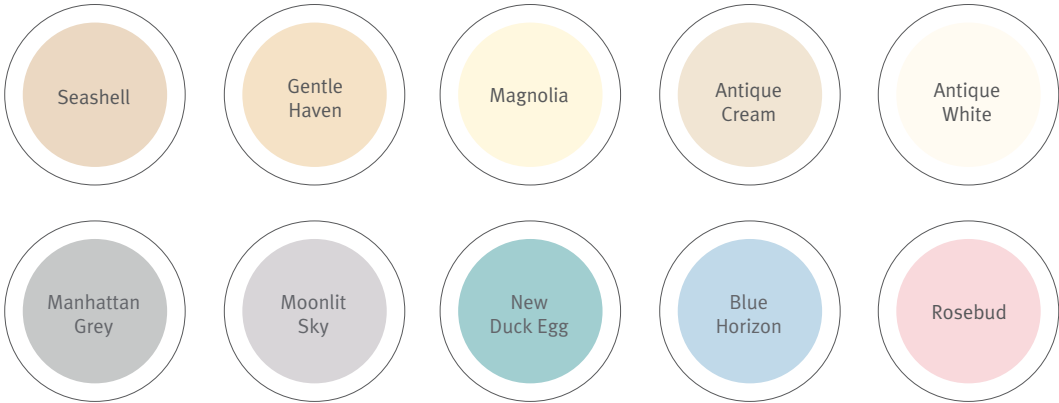 Seashell
Gentle
Haven
Magnolia
Antique
Cream
Antique
White
Manhattan
Grey
Moonlit
Sky
New
Duck Egg
Blue
Horizon
Rosebud